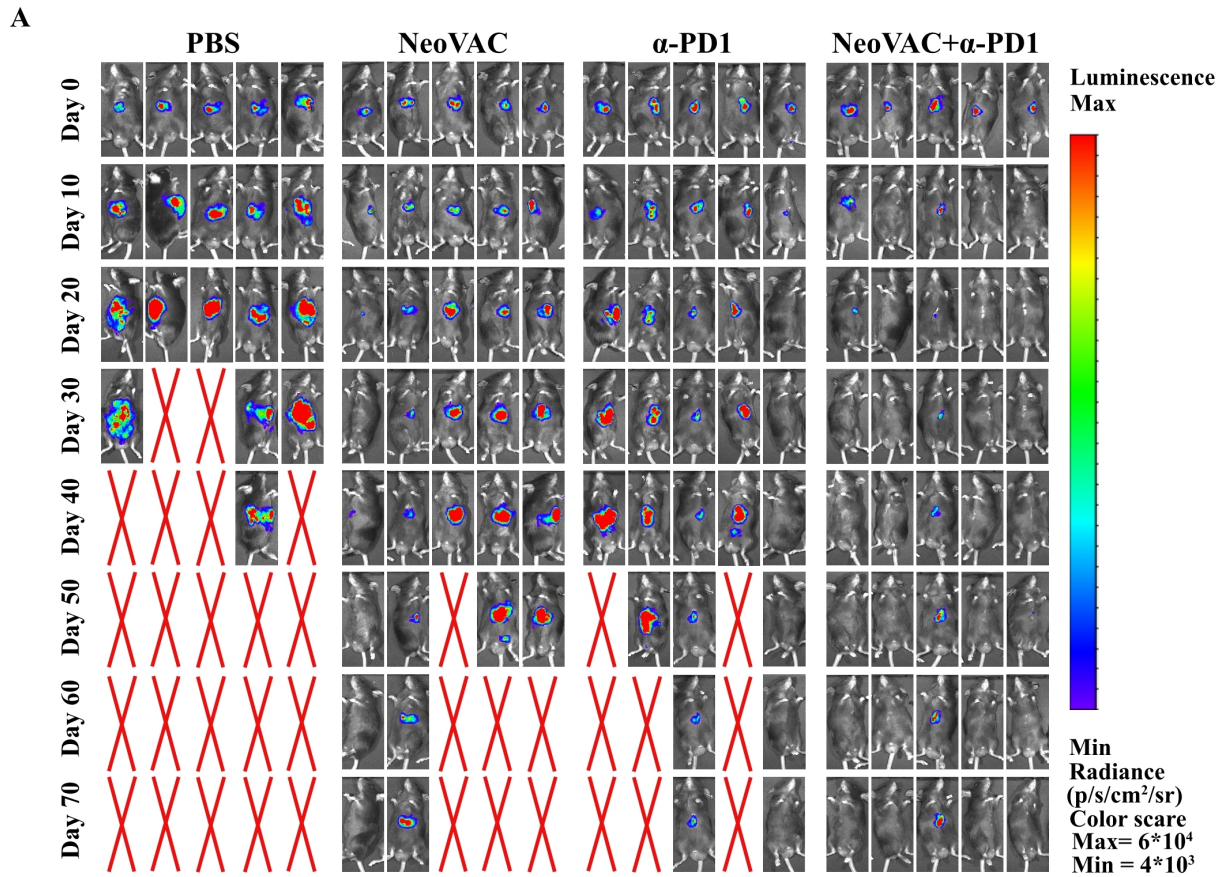 A
PBS
NeoVAC
α-PD1
NeoVAC+α-PD1
Luminescence
Max
Day 0
Day 10
Day 20
Day 30
Day 40
Day 50
Day 60
Day 70
Min
Radiance
(p/s/cm²/sr)
Color scare
Max= 6*10⁴
Min = 4*10³